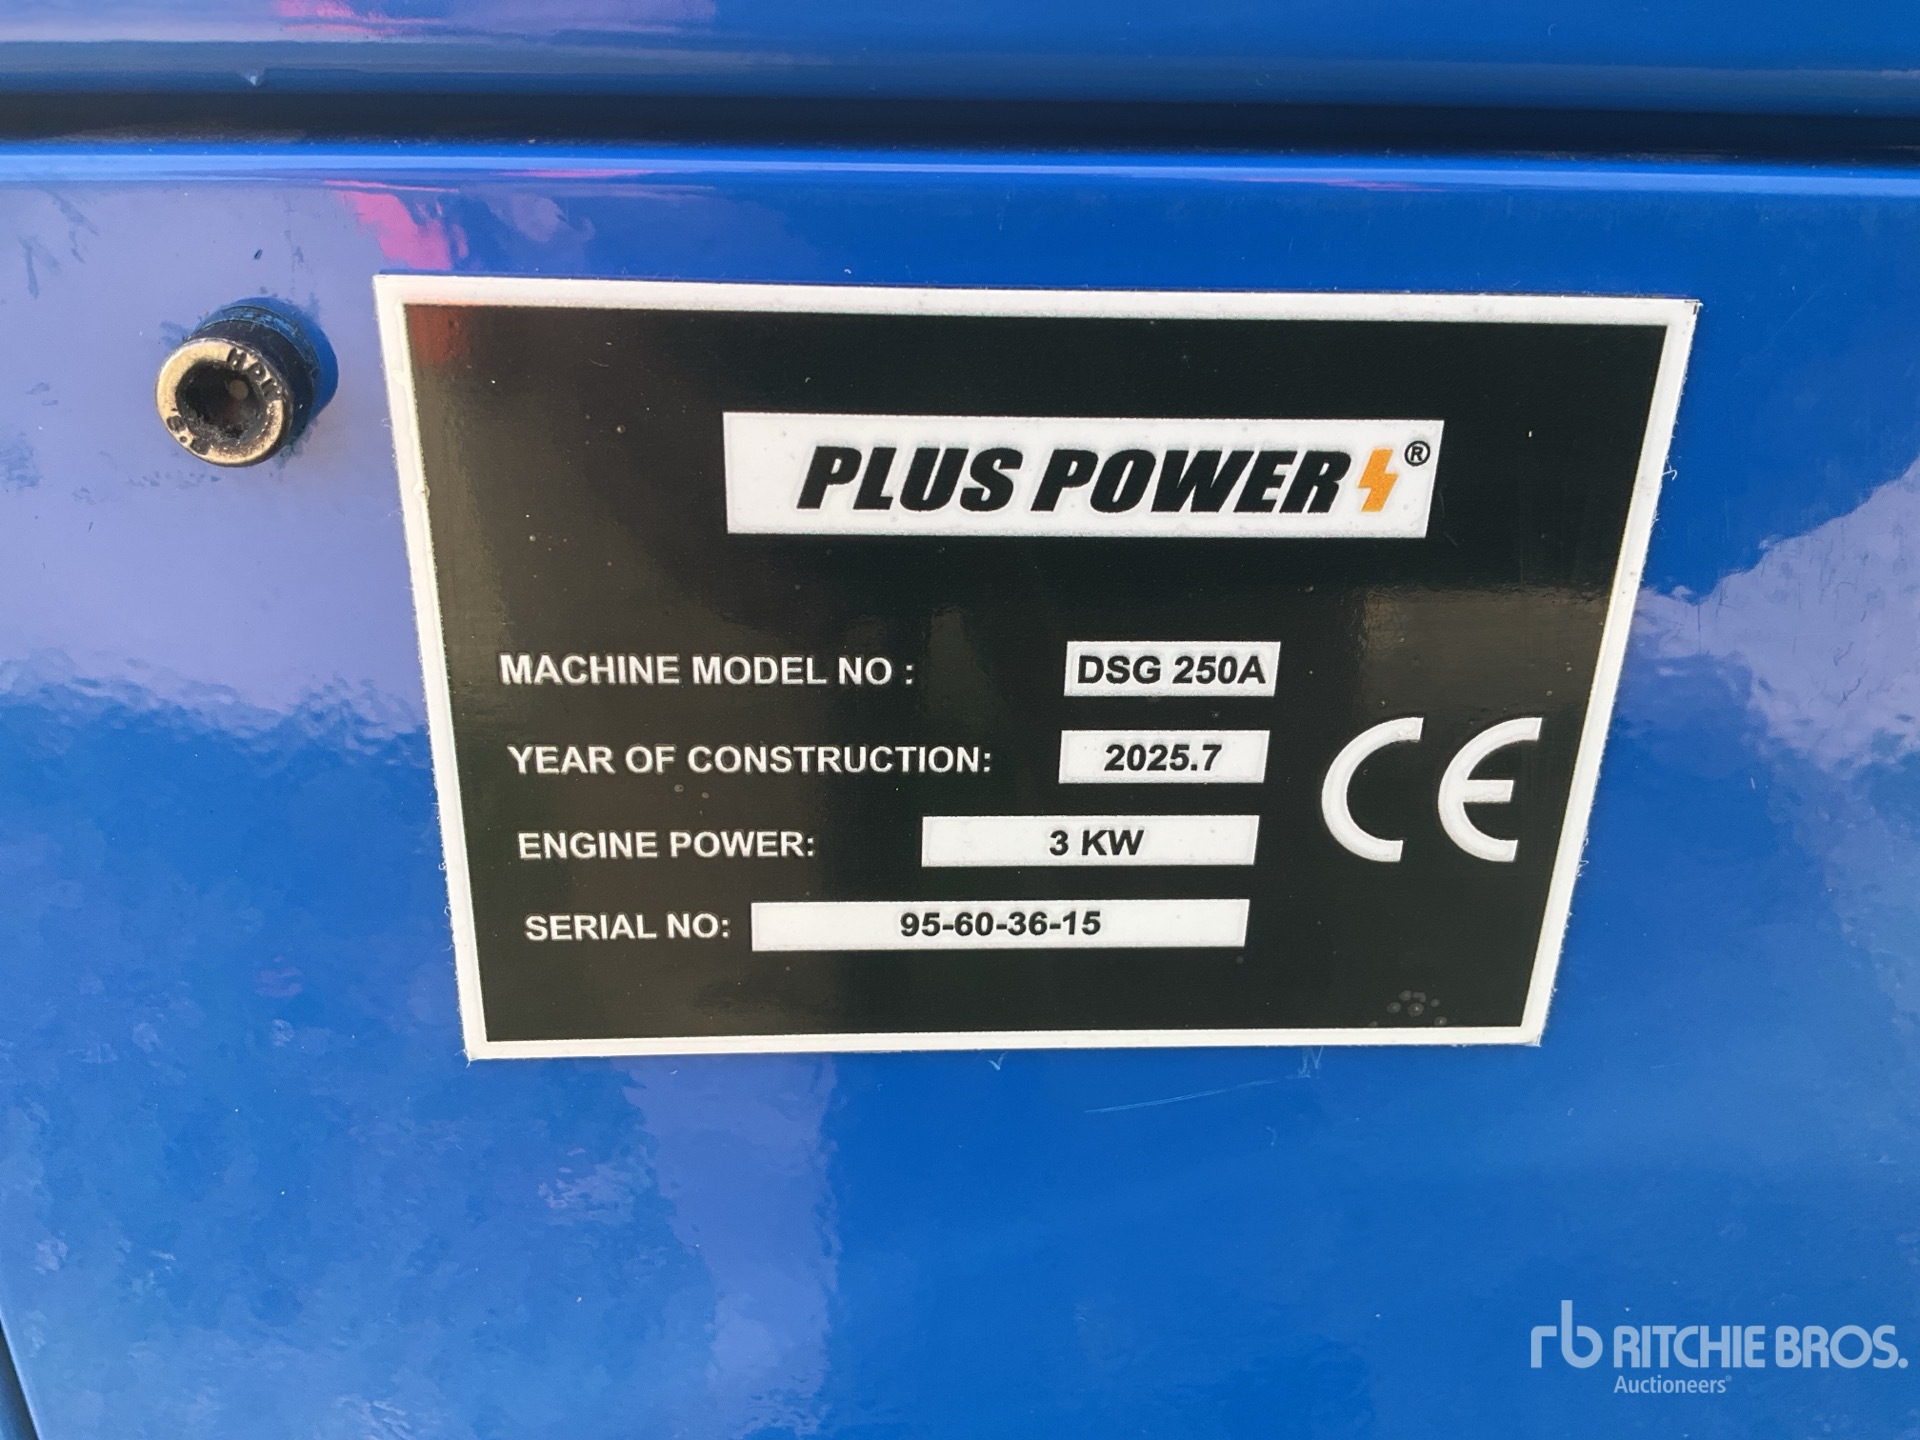 PLUS POWER®
MACHINE MODEL NO : DSG 250A
YEAR OF CONSTRUCTION: 2025.7
ENGINE POWER: 3 KW
SERIAL NO: 95-60-36-15
CE
rb RITCHIE BROS.
Auctioneers